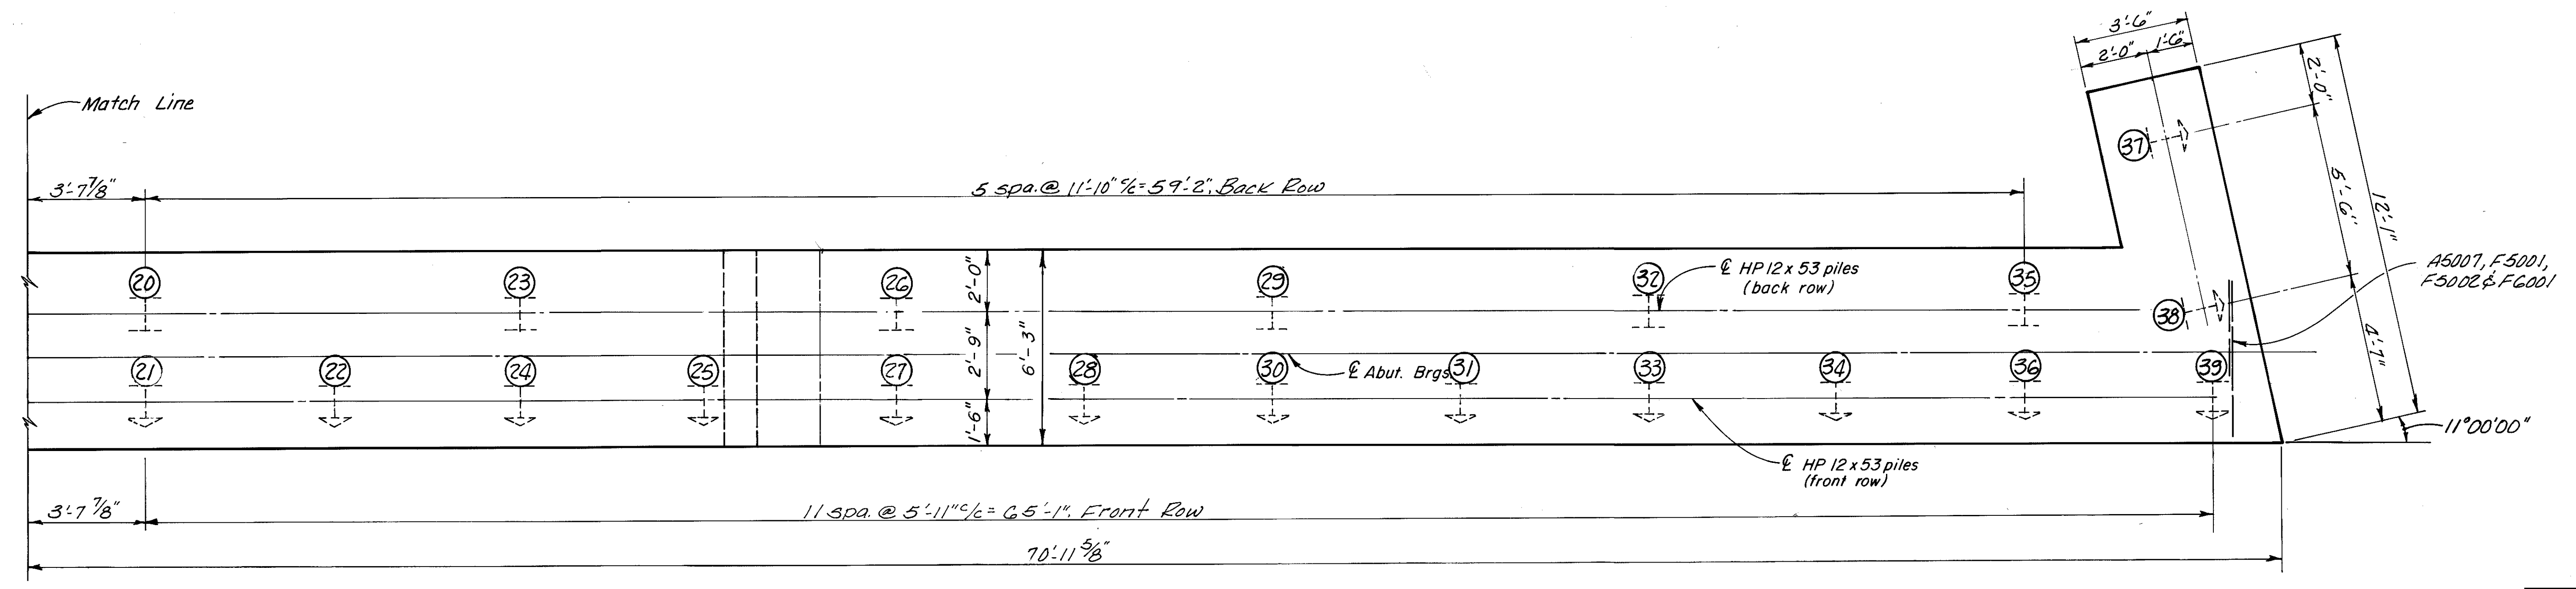 3'-6"
2'-0" 1'-6"
Match Line
2'-0"
37
3'-7 7/8"
5 spa. @ 11'-10" c/c = 59'-2", Back Row
5'-6"
12'-1"
20 23 26 29 32 35
2'-0"
℄ HP 12 x 53 piles
(back row)
A5007, F5001,
F5002 & F6001
38
2'-9"
6'-3"
4'-7"
21 22 24 25 27 28 30 31 33 34 36 39
℄ Abut. Brgs
1'-6"
11°00'00"
℄ HP 12 x 53 piles
(front row)
3'-7 7/8"
11 spa. @ 5'-11" c/c = 65'-1", Front Row
70'-11 5/8"